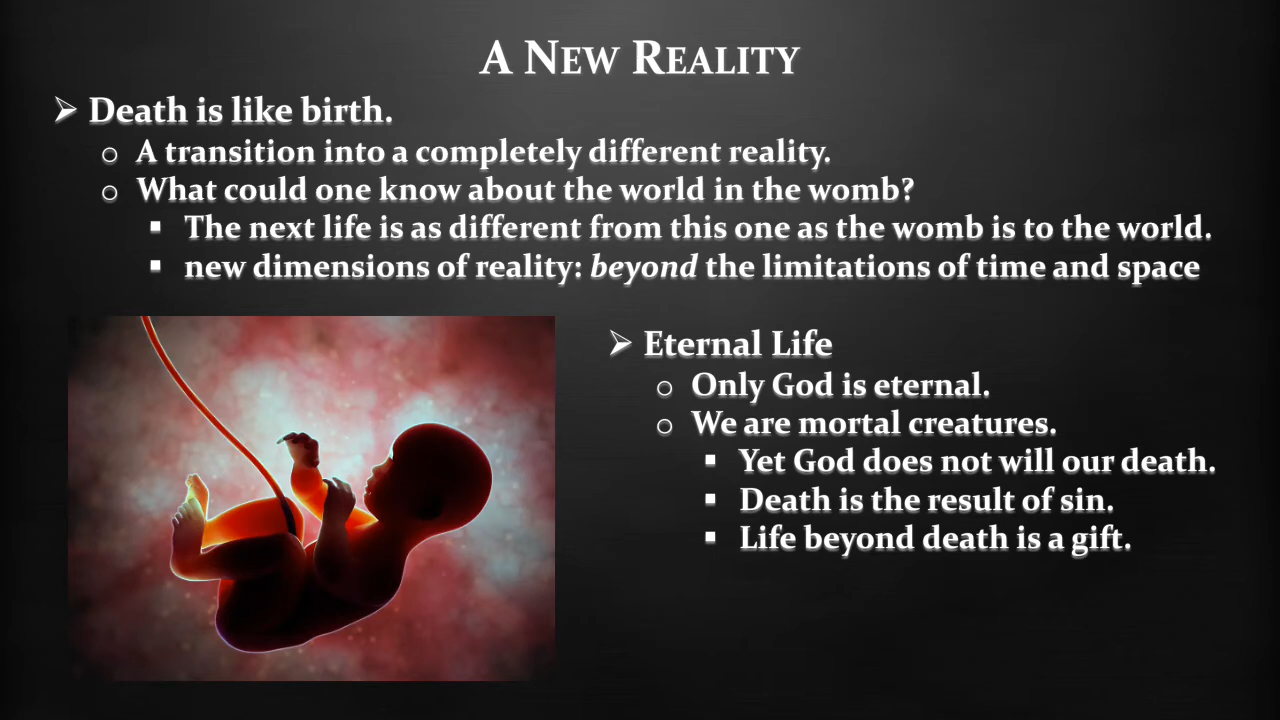 A NEW REALITY
➢ Death is like birth.
o A transition into a completely different reality.
o What could one know about the world in the womb?
▪ The next life is as different from this one as the womb is to the world.
▪ new dimensions of reality: beyond the limitations of time and space
➢ Eternal Life
o Only God is eternal.
o We are mortal creatures.
▪ Yet God does not will our death.
▪ Death is the result of sin.
▪ Life beyond death is a gift.